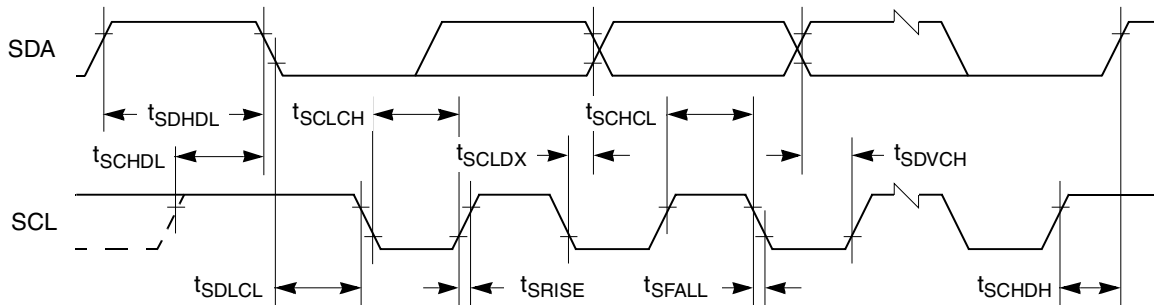 SDA
tSDHDL
tSCLCH
tSCHCL
tSCHDL
tSCLDX
tSDVCH
SCL
tSDLCL
tSRISE
tSFALL
tSCHDH